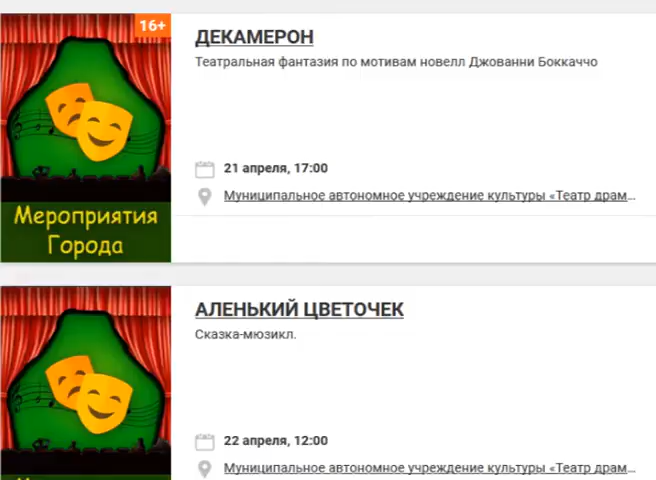 16+
ДЕКАМЕРОН
Театральная фантазия по мотивам новелл Джованни Боккаччо
21 апреля, 17:00
Муниципальное автономное учреждение культуры «Театр драм...
Мероприятия
Города
АЛЕНЬКИЙ ЦВЕТОЧЕК
Сказка-мюзикл.
22 апреля, 12:00
Муниципальное автономное учреждение культуры «Театр драм...